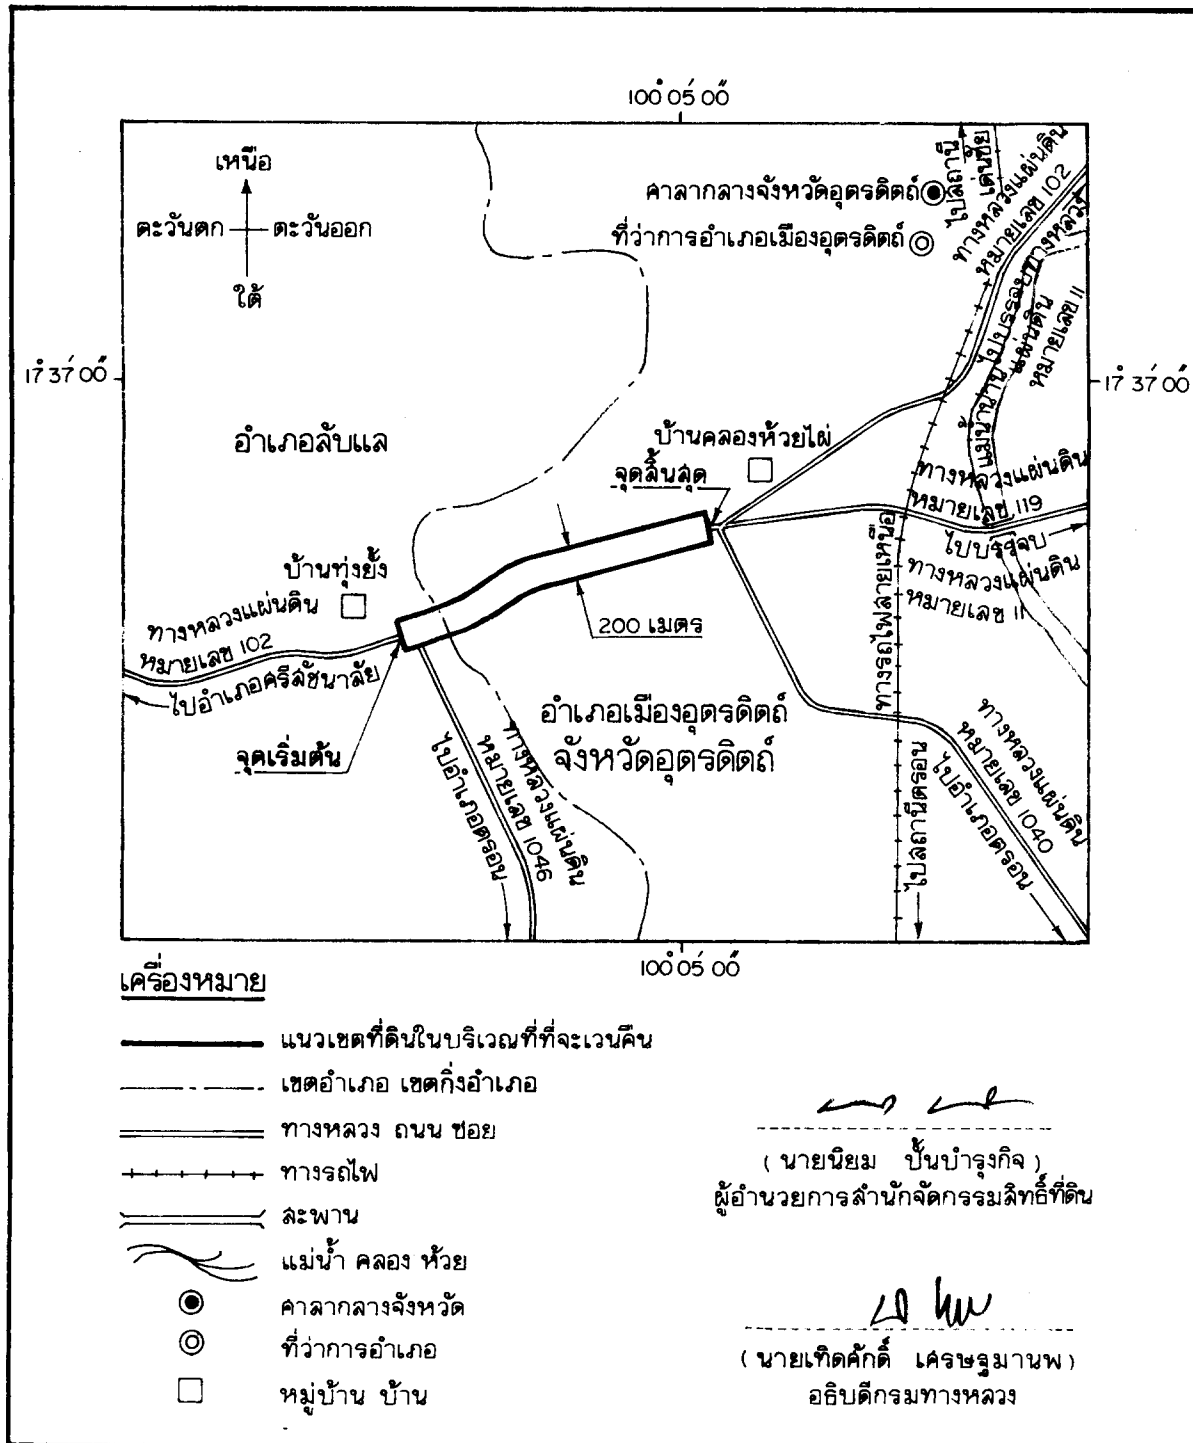 100° 05′ 00″
เหนือ
ตะวันตก ตะวันออก
ใต้
ศาลากลางจังหวัดอุตรดิตถ์
ที่ว่าการอำเภอเมืองอุตรดิตถ์
ไปสถานี
เด่นชัย
ทางหลวงแผ่นดิน
หมายเลข 102
17° 37′ 00″
17° 37′ 00″
แม่น้ำน่าน
ไปบรรจบทางหลวง
แผ่นดิน
หมายเลข 11
อำเภอลับแล
บ้านคลองห้วยไผ่
จุดสิ้นสุด
ทางหลวงแผ่นดิน
หมายเลข 119
ไปบรรจบ
ทางหลวงแผ่นดิน
หมายเลข 11
บ้านทุ่งยั้ง
ทางหลวงแผ่นดิน
หมายเลข 102
ไปอำเภอศรีสัชนาลัย
200 เมตร
ทางรถไฟสายเหนือ
จุดเริ่มต้น
อำเภอเมืองอุตรดิตถ์
จังหวัดอุตรดิตถ์
ทางหลวงแผ่นดิน
หมายเลข 1046
ไปอำเภอตรอน
ไปสถานีตรอน
ทางหลวงแผ่นดิน
หมายเลข 1040
ไปอำเภอตรอน
100° 05′ 00″
เครื่องหมาย
แนวเขตที่ดินในบริเวณที่ที่จะเวนคืน
เขตอำเภอ เขตกิ่งอำเภอ
ทางหลวง ถนน ซอย
ทางรถไฟ
สะพาน
แม่น้ำ คลอง ห้วย
ศาลากลางจังหวัด
ที่ว่าการอำเภอ
หมู่บ้าน บ้าน
(นายนิยม ปั้นบำรุงกิจ)
ผู้อำนวยการสำนักจัดกรรมสิทธิ์ที่ดิน
(นายเทิดศักดิ์ เศรษฐมานพ)
อธิบดีกรมทางหลวง